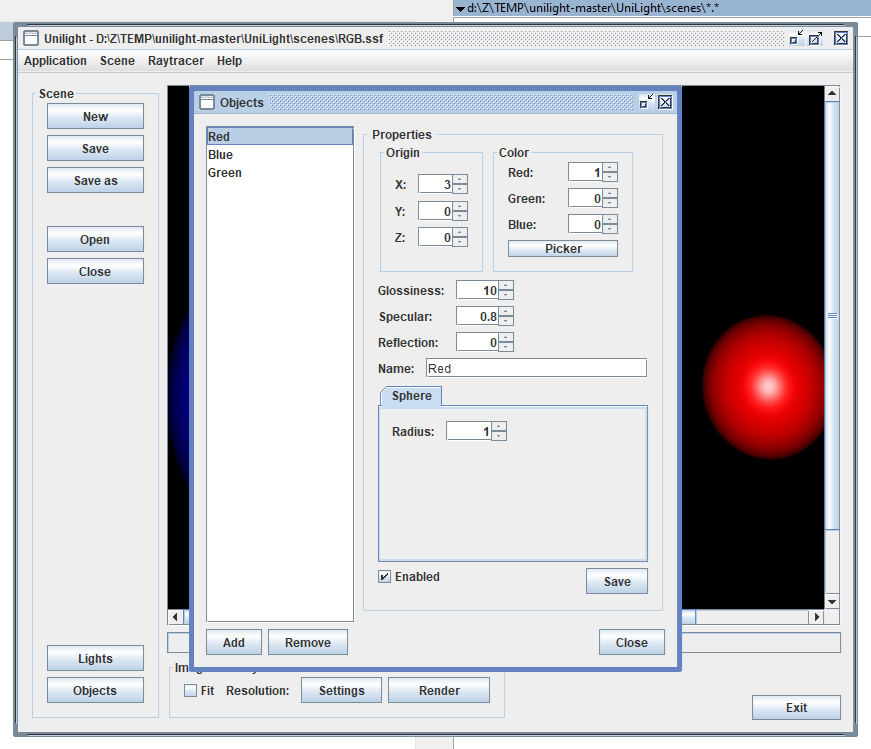 d:\Z\TEMP\unilight-master\UniLight\scenes\*.*
Unilight - D:\Z\TEMP\unilight-master\UniLight\scenes\RGB.ssf
Application Scene Raytracer Help
Scene
New
Save
Save as
Open
Close
Lights
Objects
Objects
Red
Blue
Green
Properties
Origin
X: 3
Y: 0
Z: 0
Color
Red: 1
Green: 0
Blue: 0
Picker
Glossiness: 10
Specular: 0.8
Reflection: 0
Name: Red
Sphere
Radius: 1
Enabled
Save
Add Remove Close
Fit Resolution: Settings Render
Exit